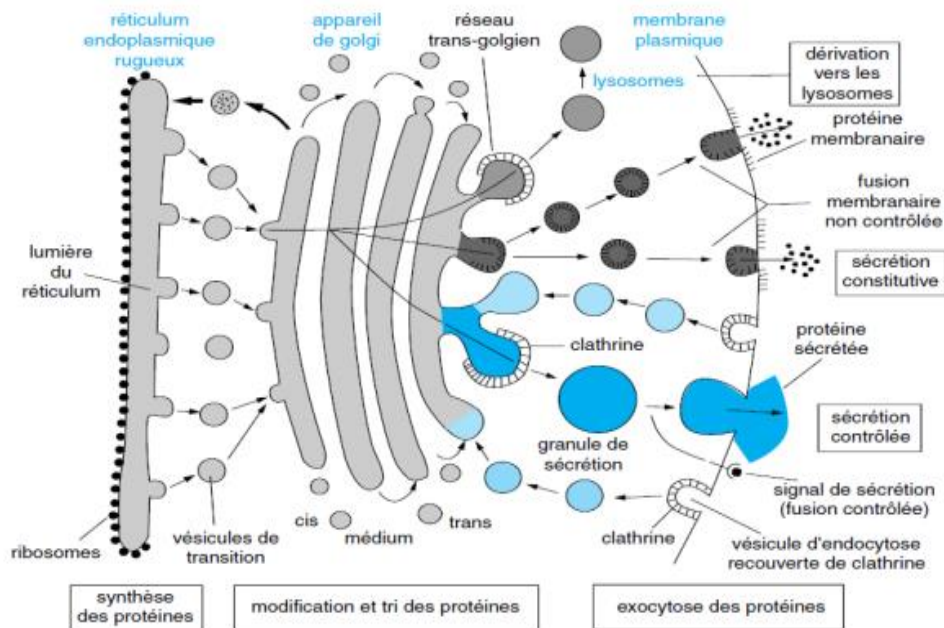 réticulum
endoplasmique
rugueux
appareil
de golgi
réseau
trans-golgien
membrane
plasmique
lysosomes
dérivation
vers les
lysosomes
protéine
membranaire
fusion
membranaire
non contrôlée
lumière
du
réticulum
sécrétion
constitutive
clathrine
protéine
sécrétée
granule de
sécrétion
sécrétion
contrôlée
signal de sécrétion
(fusion contrôlée)
cis
médium
trans
ribosomes
vésicules de
transition
clathrine
vésicule d'endocytose
recouverte de clathrine
synthèse
des protéines
modification et tri des protéines
exocytose des protéines